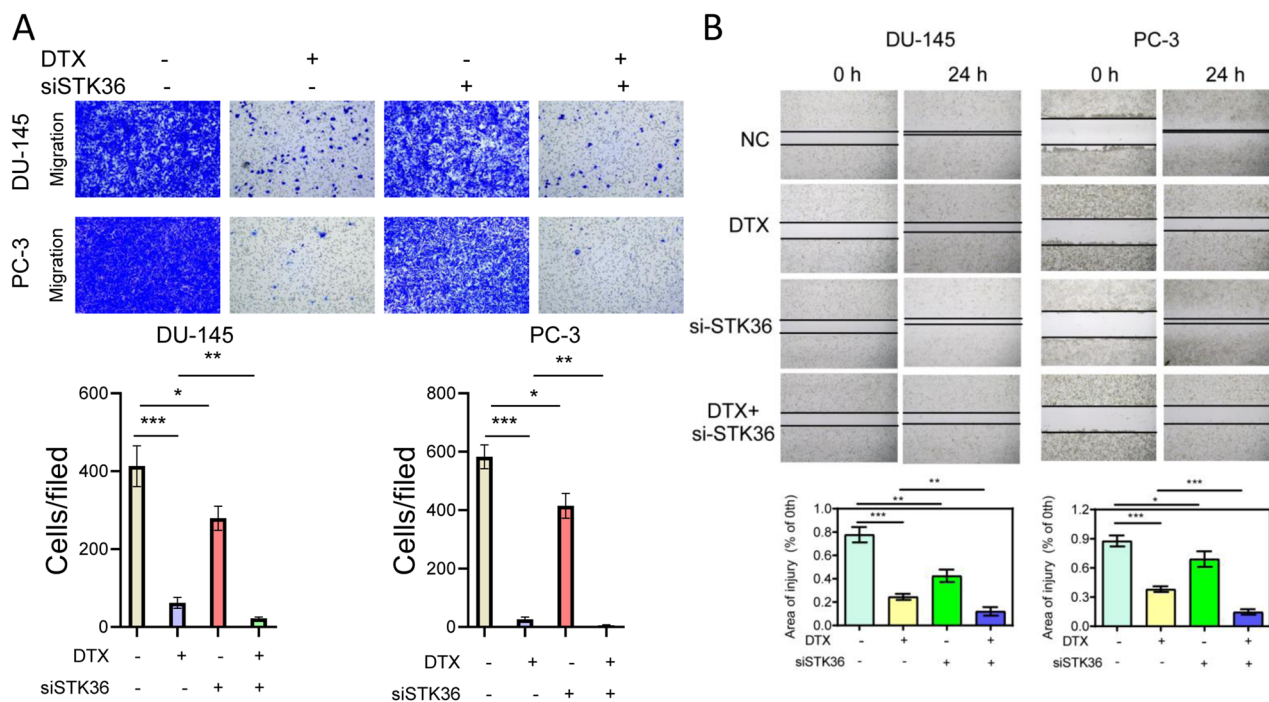 A
DTX - + - +
siSTK36 - - + +
DU-145
Migration
PC-3
Migration
DU-145
Cells/filed
600
400
200
0
***
*
**
DTX - + - +
siSTK36 - - + +
PC-3
Cells/filed
800
600
400
200
0
***
*
**
DTX - + - +
siSTK36 - - + +
B
DU-145 PC-3
0 h 24 h 0 h 24 h
NC
DTX
si-STK36
DTX+
si-STK36
Area of injury (% of 0th)
1.0
0.8
0.6
0.4
0.2
0.0
***
**
**
DTX - + - +
siSTK36 - - + +
Area of injury (% of 0th)
1.2
0.9
0.6
0.3
0.0
***
*
***
DTX - + - +
siSTK36 - - + +